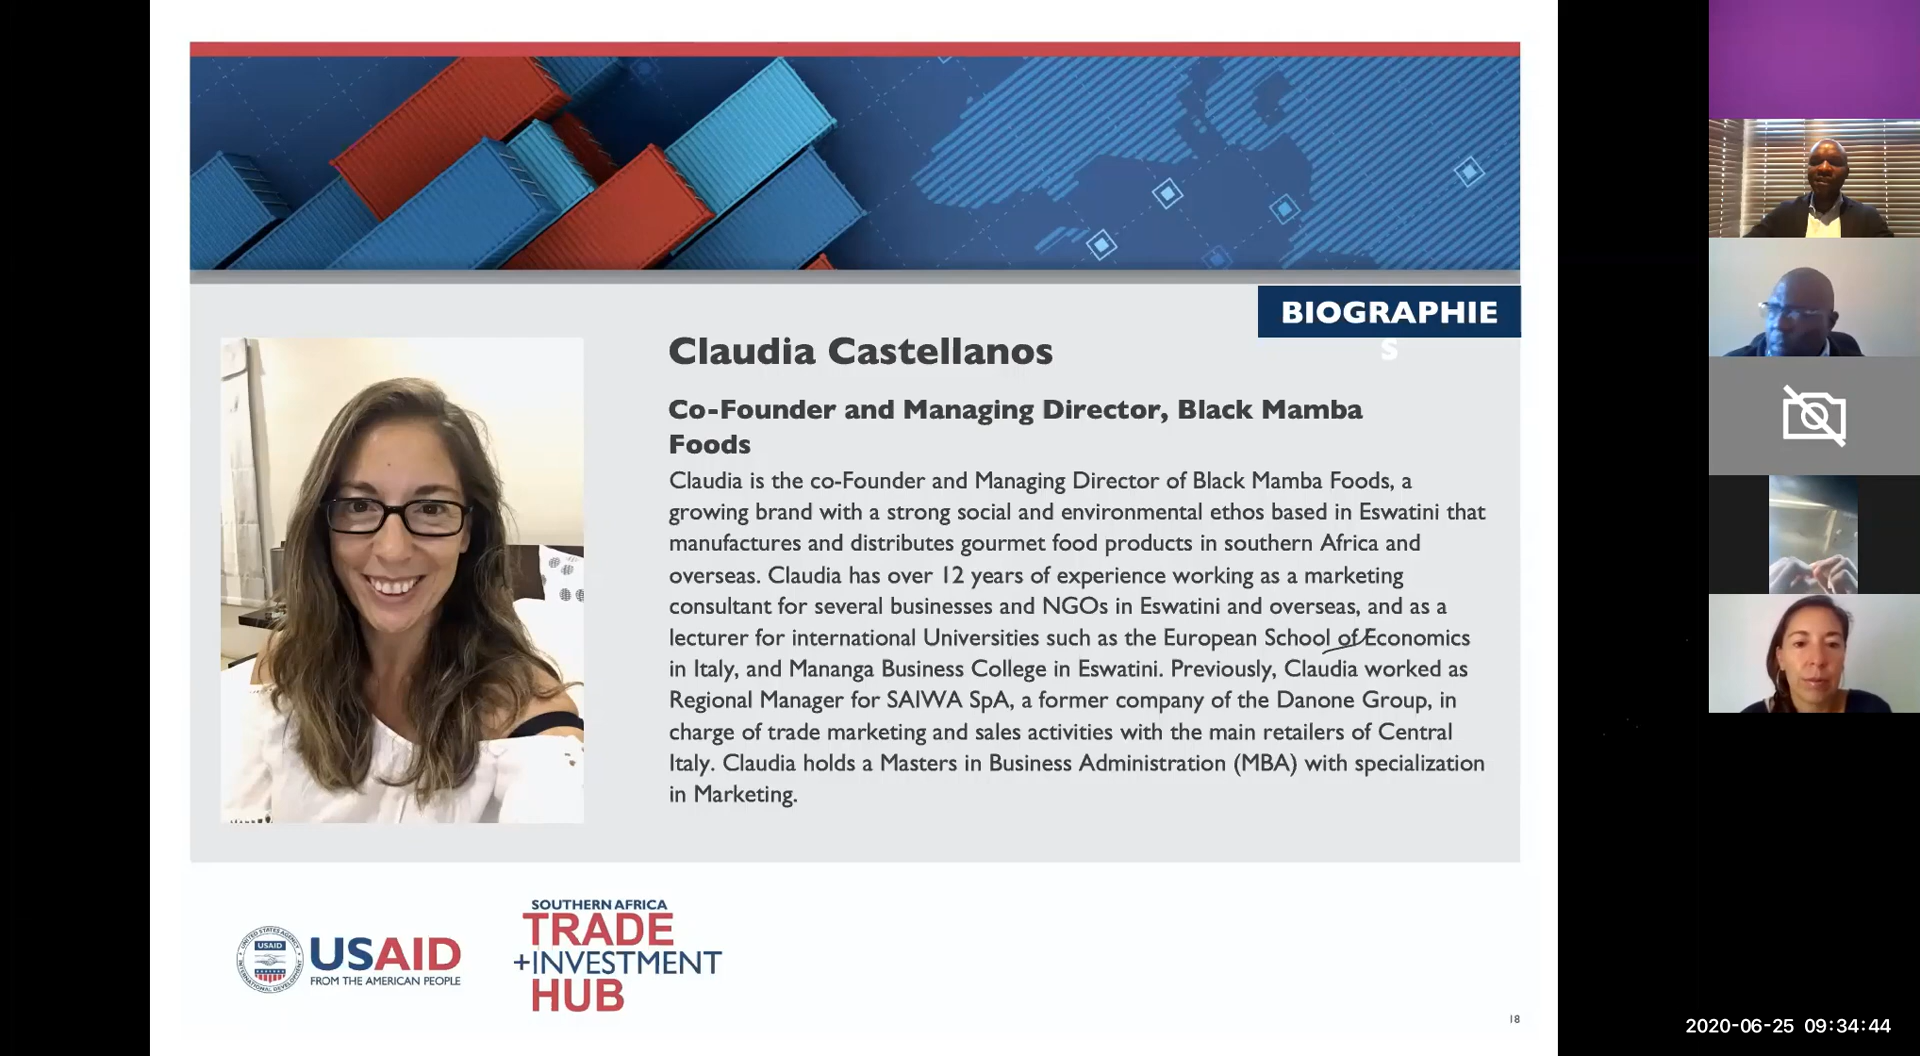 BIOGRAPHIE
S
Claudia Castellanos
Co-Founder and Managing Director, Black Mamba
Foods
Claudia is the co-Founder and Managing Director of Black Mamba Foods, a
growing brand with a strong social and environmental ethos based in Eswatini that
manufactures and distributes gourmet food products in southern Africa and
overseas. Claudia has over 12 years of experience working as a marketing
consultant for several businesses and NGOs in Eswatini and overseas, and as a
lecturer for international Universities such as the European School of Economics
in Italy, and Mananga Business College in Eswatini. Previously, Claudia worked as
Regional Manager for SAIWA SpA, a former company of the Danone Group, in
charge of trade marketing and sales activities with the main retailers of Central
Italy. Claudia holds a Masters in Business Administration (MBA) with specialization
in Marketing.
UNITED STATES AGENCY
USAID
INTERNATIONAL DEVELOPMENT
USAID
FROM THE AMERICAN PEOPLE
SOUTHERN AFRICA
TRADE
+INVESTMENT
HUB
18
2020-06-25 09:34:44